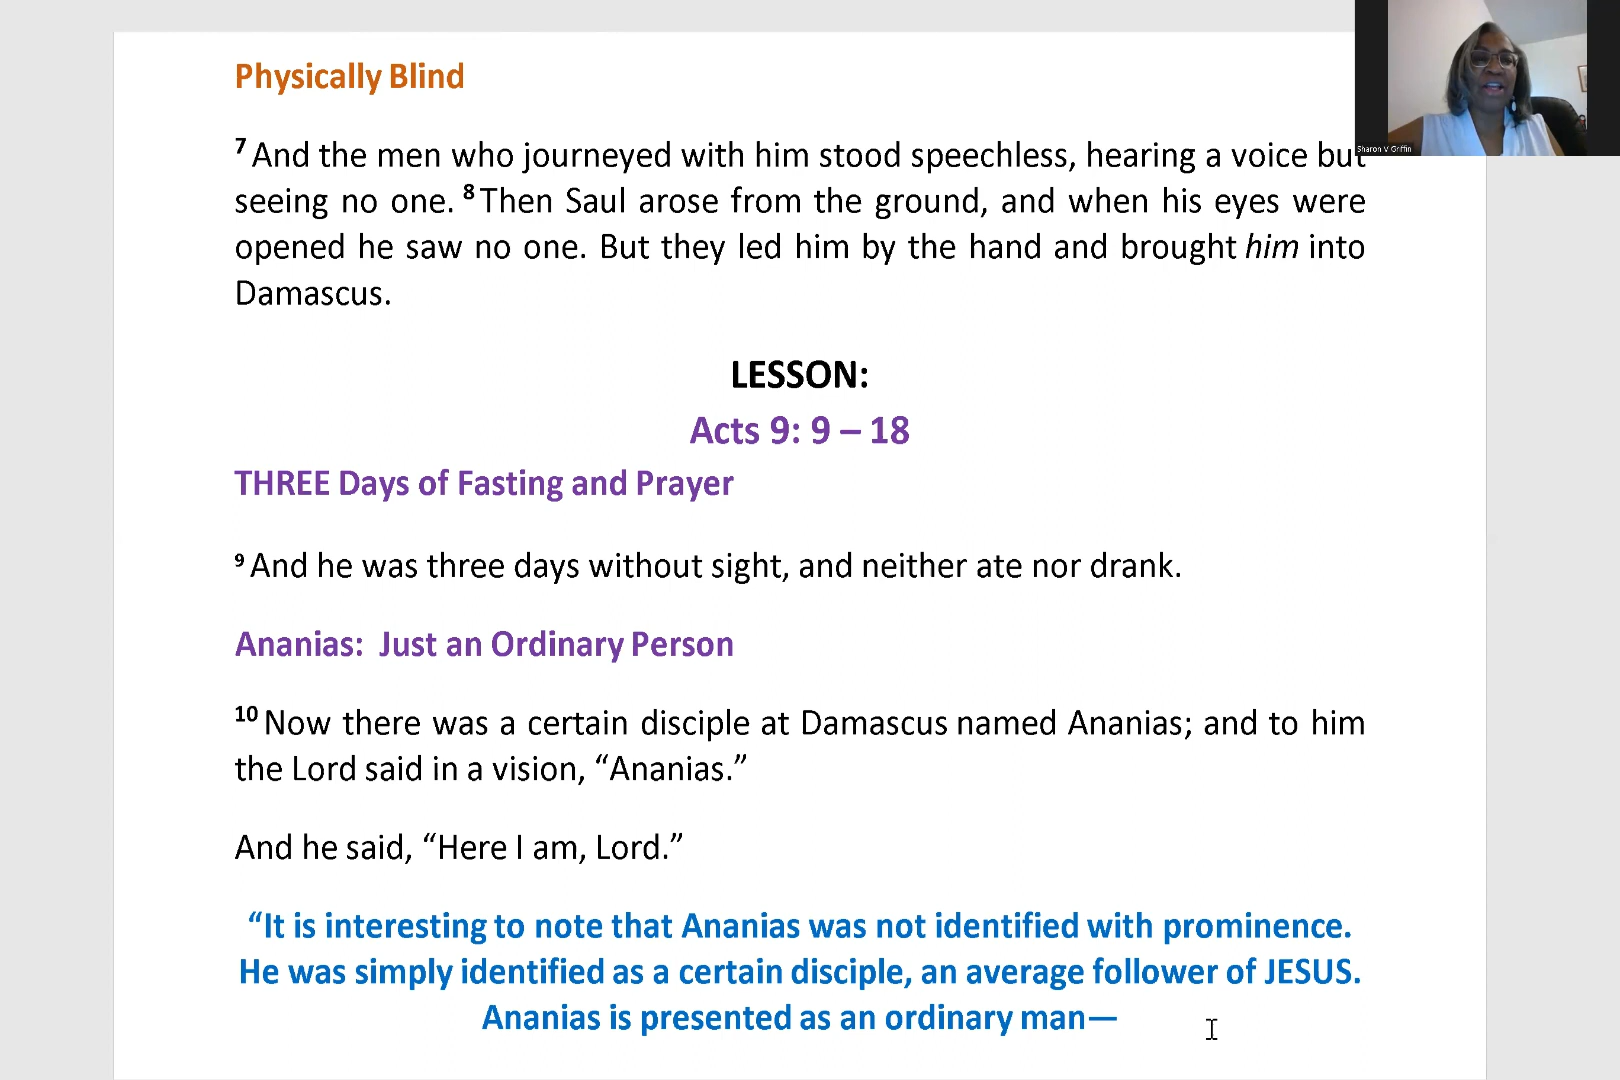 Physically Blind
Sharon V Griffin
7 And the men who journeyed with him stood speechless, hearing a voice but
seeing no one. 8 Then Saul arose from the ground, and when his eyes were
opened he saw no one. But they led him by the hand and brought him into
Damascus.
LESSON:
Acts 9: 9 – 18
THREE Days of Fasting and Prayer
9 And he was three days without sight, and neither ate nor drank.
Ananias:  Just an Ordinary Person
10 Now there was a certain disciple at Damascus named Ananias; and to him
the Lord said in a vision, “Ananias.”
And he said, “Here I am, Lord.”
“It is interesting to note that Ananias was not identified with prominence.
He was simply identified as a certain disciple, an average follower of JESUS.
Ananias is presented as an ordinary man—